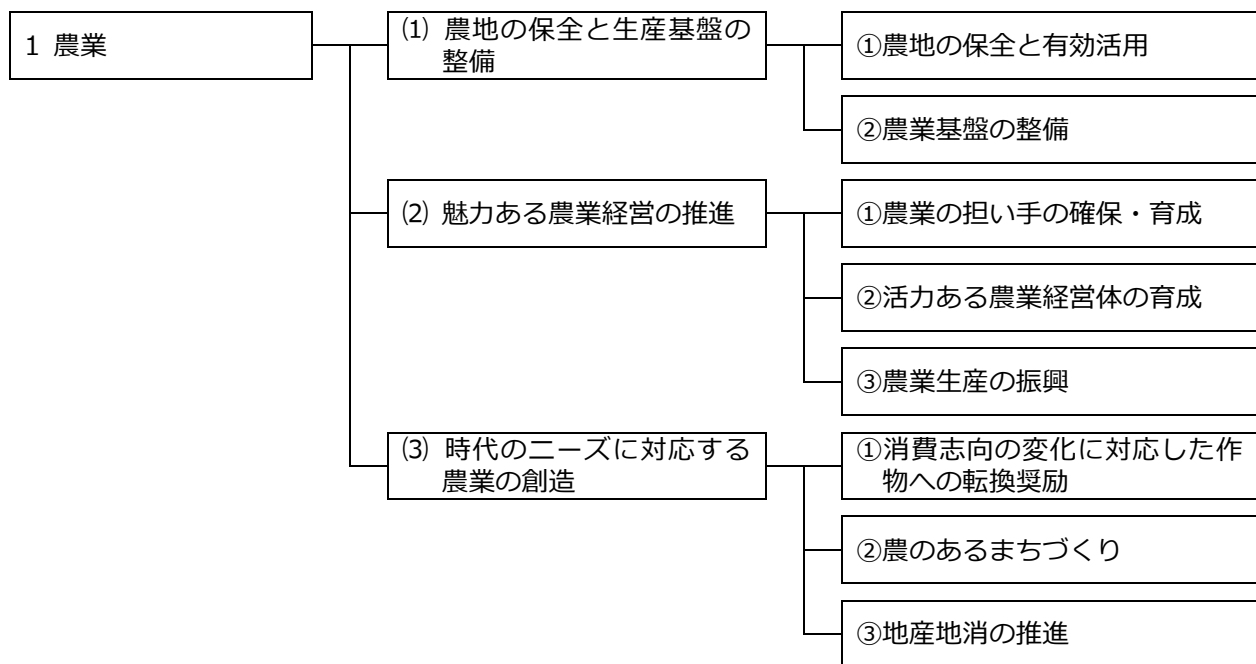 1 農業
⑴ 農地の保全と生産基盤の
整備
①農地の保全と有効活用
②農業基盤の整備
⑵ 魅力ある農業経営の推進
①農業の担い手の確保・育成
②活力ある農業経営体の育成
③農業生産の振興
⑶ 時代のニーズに対応する
農業の創造
①消費志向の変化に対応した作
物への転換奨励
②農のあるまちづくり
③地産地消の推進